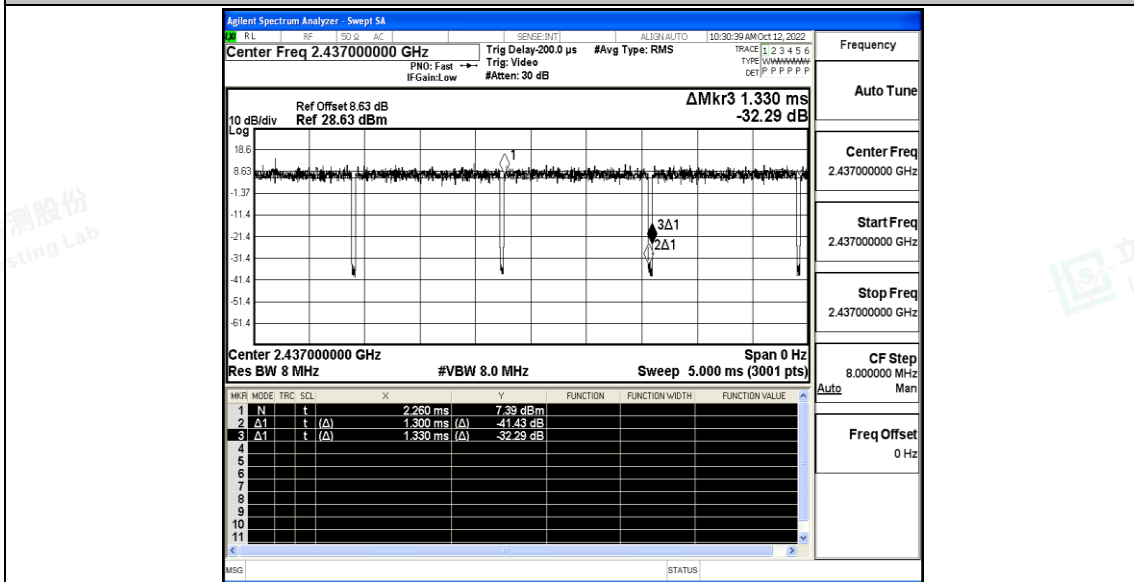 Agilent Spectrum Analyzer - Swept SA
RL RF 50 Ω AC SENSE:INT ALIGN AUTO 10:30:39 AM Oct 12, 2022
Center Freq 2.437000000 GHz
PNO: Fast
IFGain:Low
Trig Delay-200.0 µs
Trig: Video
#Atten: 30 dB
#Avg Type: RMS
TRACE 1 2 3 4 5 6
TYPE
DET P P P P P P
ΔMkr3 1.330 ms
-32.29 dB
Ref Offset 8.63 dB
Ref 28.63 dBm
10 dB/div
Log
18.6
8.63
-1.37
-11.4
-21.4
-31.4
-41.4
-51.4
-61.4
1
3Δ1
2Δ1
Center 2.437000000 GHz Span 0 Hz
Res BW 8 MHz #VBW 8.0 MHz Sweep 5.000 ms (3001 pts)
MKR MODE TRC SCL X Y FUNCTION FUNCTION WIDTH FUNCTION VALUE
1 N t 2.260 ms 7.39 dBm
2 Δ1 t (Δ) 1.300 ms (Δ) -41.43 dB
3 Δ1 t (Δ) 1.330 ms (Δ) -32.29 dB
4
5
6
7
8
9
10
11
MSG STATUS
Frequency
Auto Tune
Center Freq
2.437000000 GHz
Start Freq
2.437000000 GHz
Stop Freq
2.437000000 GHz
CF Step
8.000000 MHz
Auto Man
Freq Offset
0 Hz
测股份
sting Lab
立